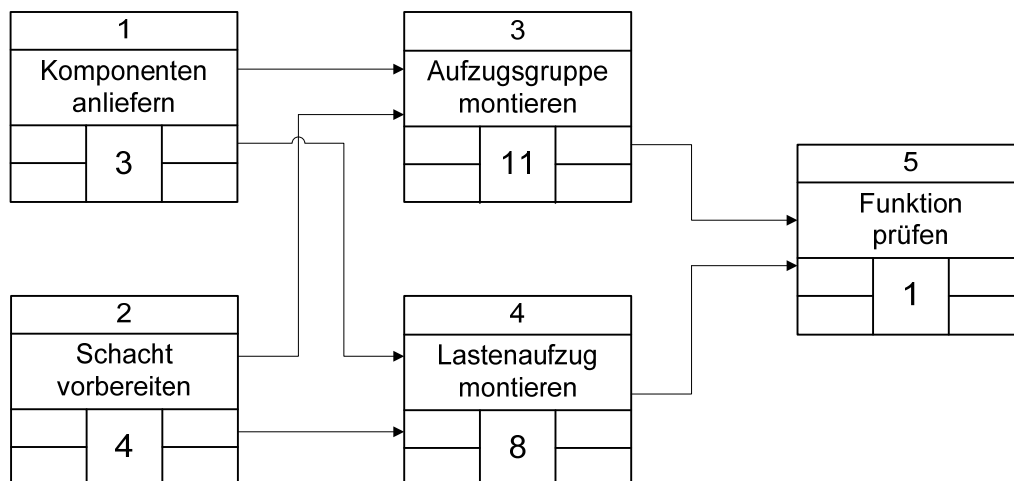 1
Komponenten
anliefern
3
2
Schacht
vorbereiten
4
3
Aufzugsgruppe
montieren
11
4
Lastenaufzug
montieren
8
5
Funktion
prüfen
1